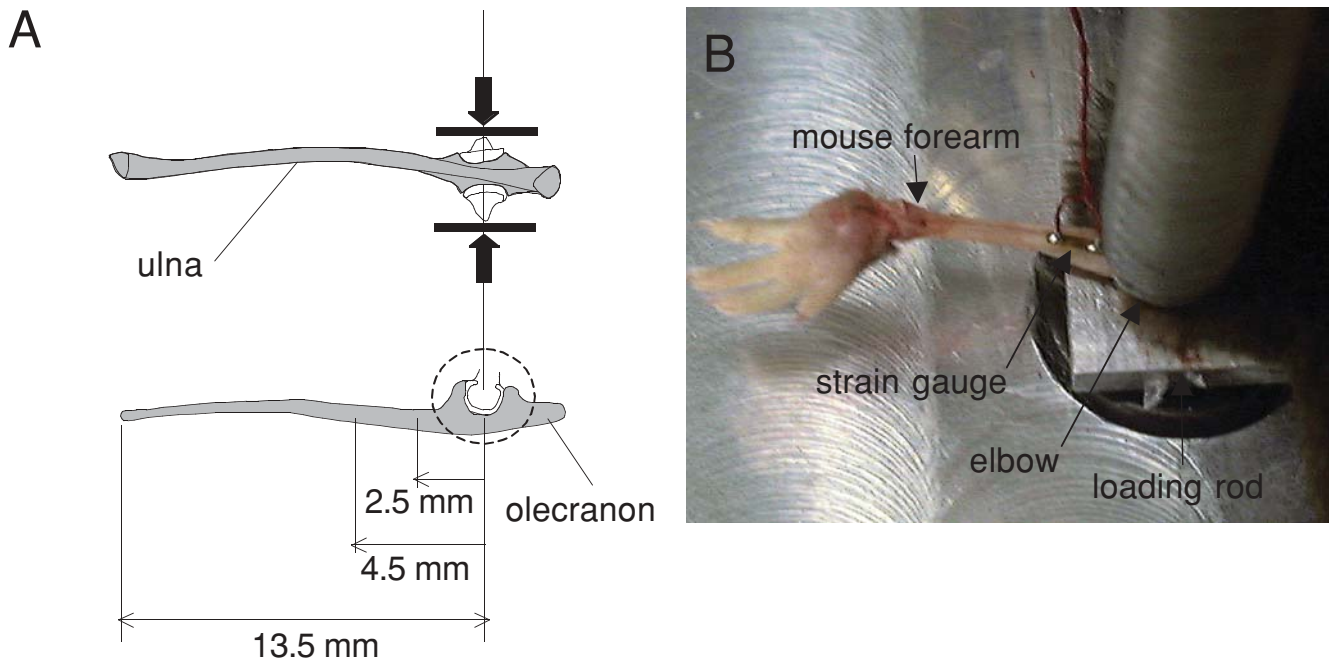 A
ulna
2.5 mm
olecranon
4.5 mm
13.5 mm
B
mouse forearm
strain gauge
elbow
loading rod